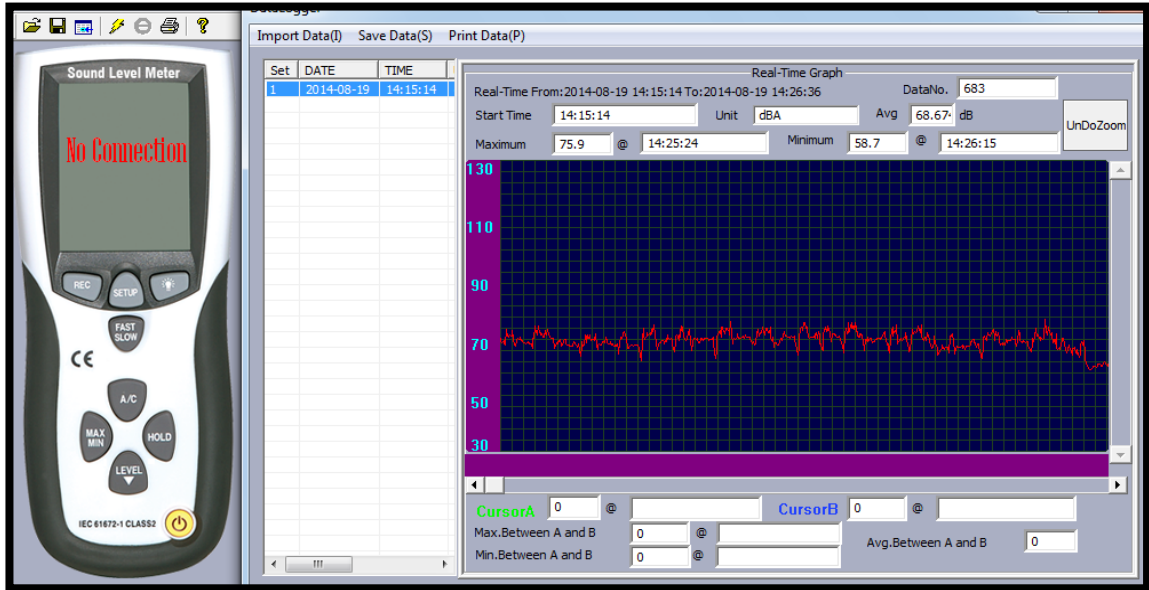 Import Data(I) Save Data(S) Print Data(P)
Sound Level Meter
No Connection
REC
SETUP
FAST
SLOW
CE
A/C
MAX
MIN
HOLD
LEVEL
IEC 61672-1 CLASS2
Set DATE TIME
1 2014-08-19 14:15:14
Real-Time Graph
Real-Time From:2014-08-19 14:15:14 To:2014-08-19 14:26:36 DataNo. 683
Start Time 14:15:14 Unit dBA Avg 68.67 dB
UnDoZoom
Maximum 75.9 @ 14:25:24 Minimum 58.7 @ 14:26:15
130
110
90
70
50
30
CursorA 0 @ CursorB 0 @
Max.Between A and B 0 @
Avg.Between A and B 0
Min.Between A and B 0 @